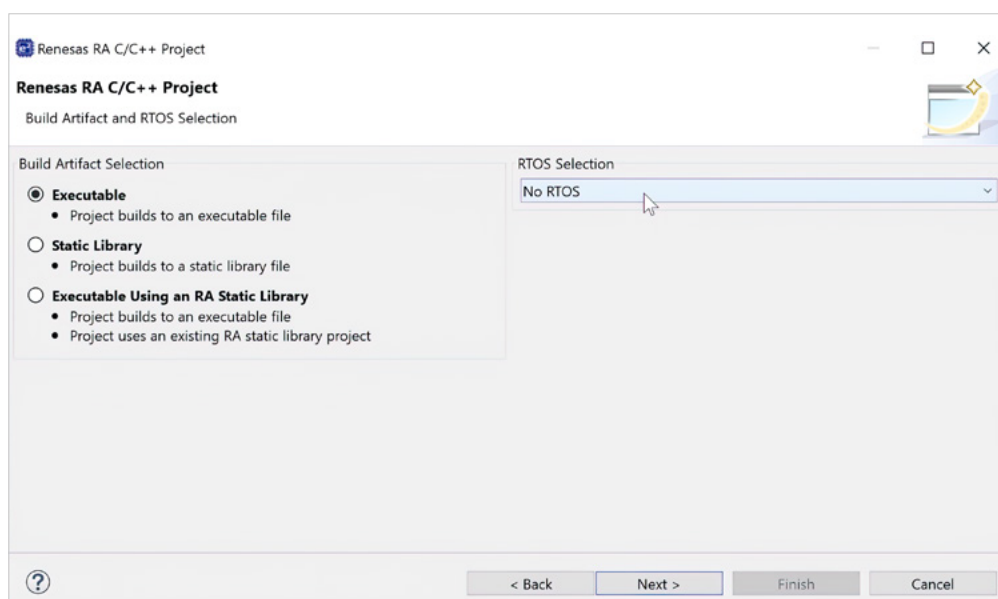 Renesas RA C/C++ Project
Renesas RA C/C++ Project
Build Artifact and RTOS Selection
Build Artifact Selection
Executable
• Project builds to an executable file
Static Library
• Project builds to a static library file
Executable Using an RA Static Library
• Project builds to an executable file
• Project uses an existing RA static library project
RTOS Selection
No RTOS
?
< Back
Next >
Finish
Cancel